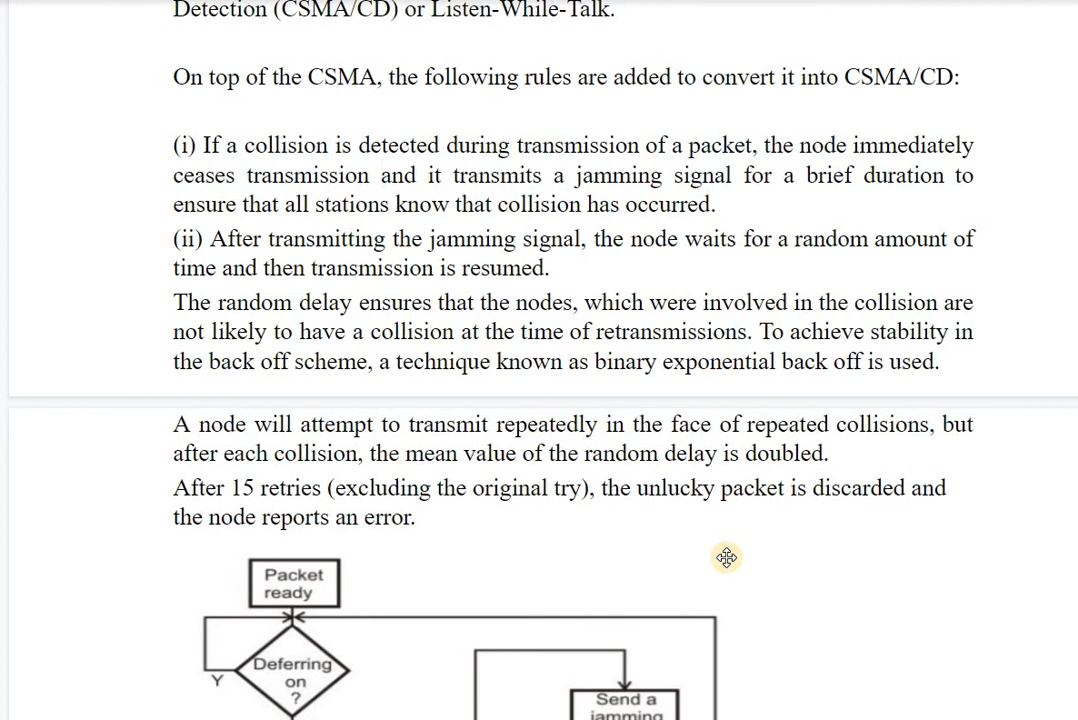 Detection (CSMA/CD) or Listen-While-Talk.
On top of the CSMA, the following rules are added to convert it into CSMA/CD:
(i) If a collision is detected during transmission of a packet, the node immediately
ceases transmission and it transmits a jamming signal for a brief duration to
ensure that all stations know that collision has occurred.
(ii) After transmitting the jamming signal, the node waits for a random amount of
time and then transmission is resumed.
The random delay ensures that the nodes, which were involved in the collision are
not likely to have a collision at the time of retransmissions. To achieve stability in
the back off scheme, a technique known as binary exponential back off is used.
A node will attempt to transmit repeatedly in the face of repeated collisions, but
after each collision, the mean value of the random delay is doubled.
After 15 retries (excluding the original try), the unlucky packet is discarded and
the node reports an error.
Packet
ready
Deferring
on
?
Y
Send a
jamming